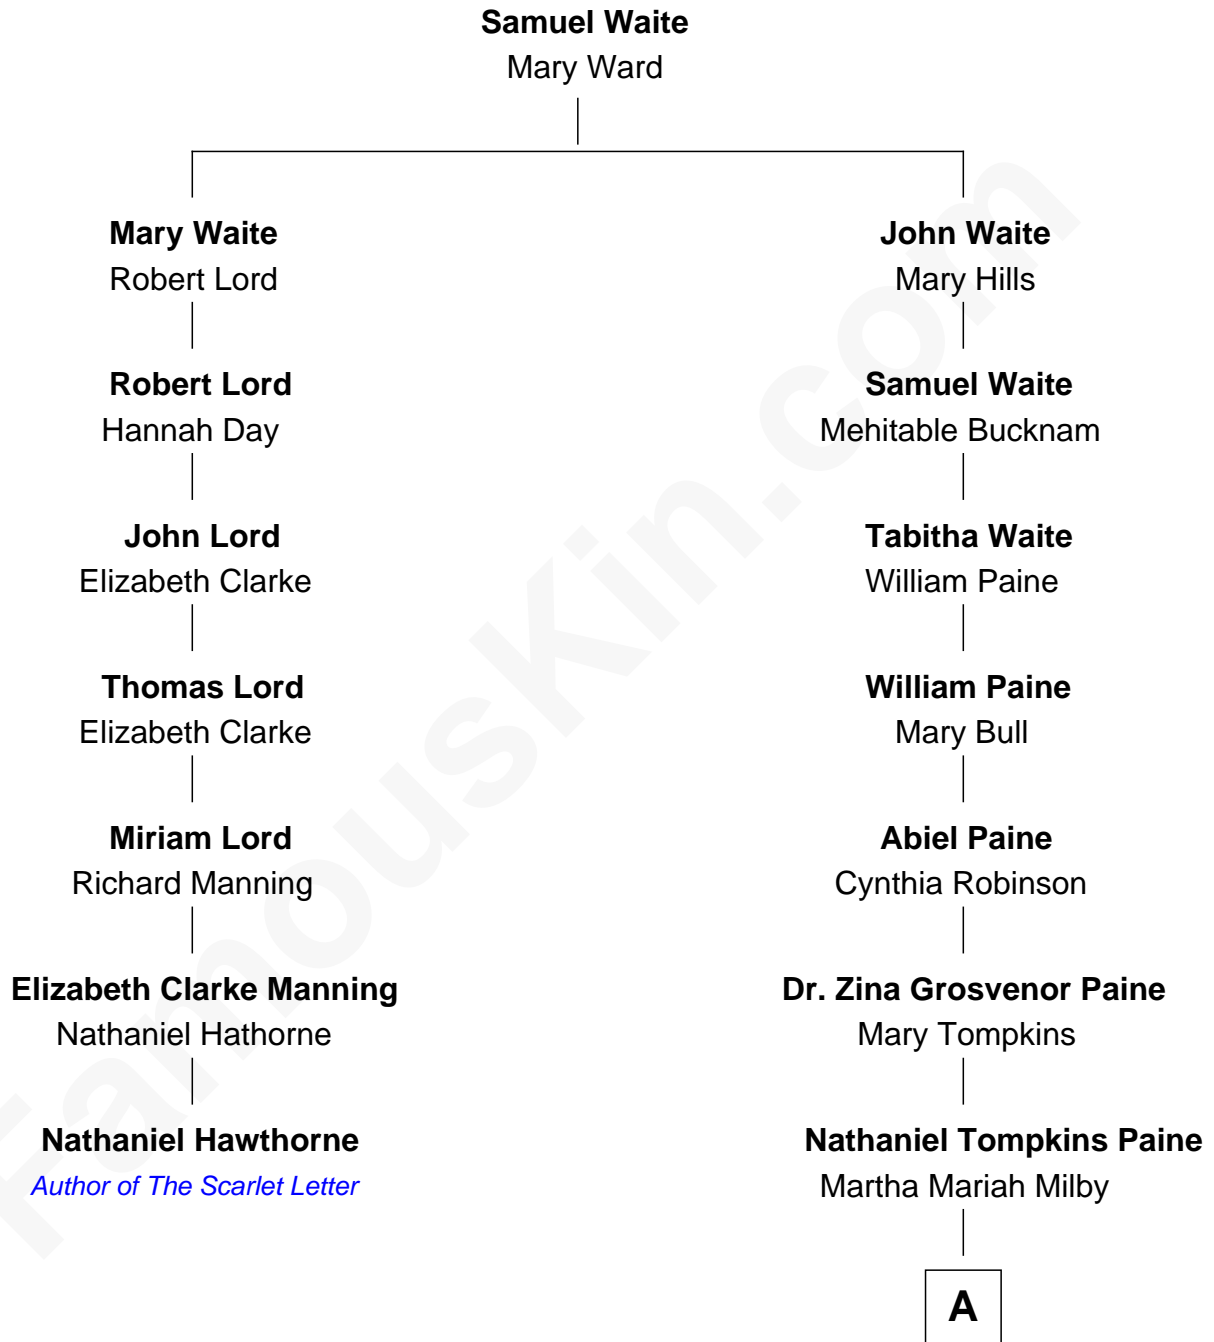 Samuel Waite
Mary Ward
Mary Waite
Robert Lord
John Waite
Mary Hills
Robert Lord
Hannah Day
Samuel Waite
Mehitable Bucknam
John Lord
Elizabeth Clarke
Tabitha Waite
William Paine
Thomas Lord
Elizabeth Clarke
William Paine
Mary Bull
Miriam Lord
Richard Manning
Abiel Paine
Cynthia Robinson
Elizabeth Clarke Manning
Nathaniel Hathorne
Dr. Zina Grosvenor Paine
Mary Tompkins
Nathaniel Hawthorne
Author of The Scarlet Letter
Nathaniel Tompkins Paine
Martha Mariah Milby
A
FamousKin.com